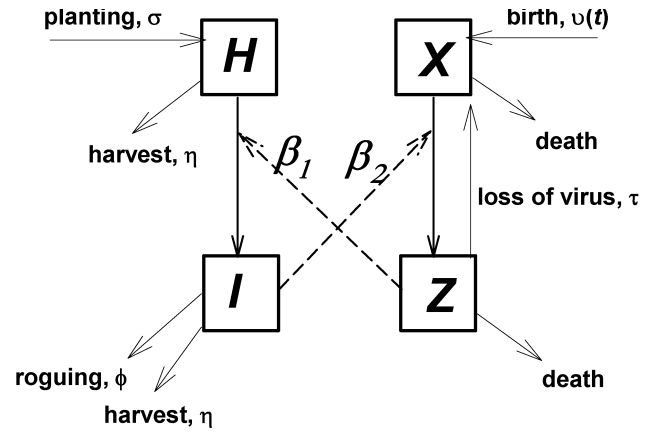 planting, σ
birth, υ(t)
H
X
harvest, η
death
β1
β2
loss of virus, τ
I
Z
roguing, ϕ
death
harvest, η